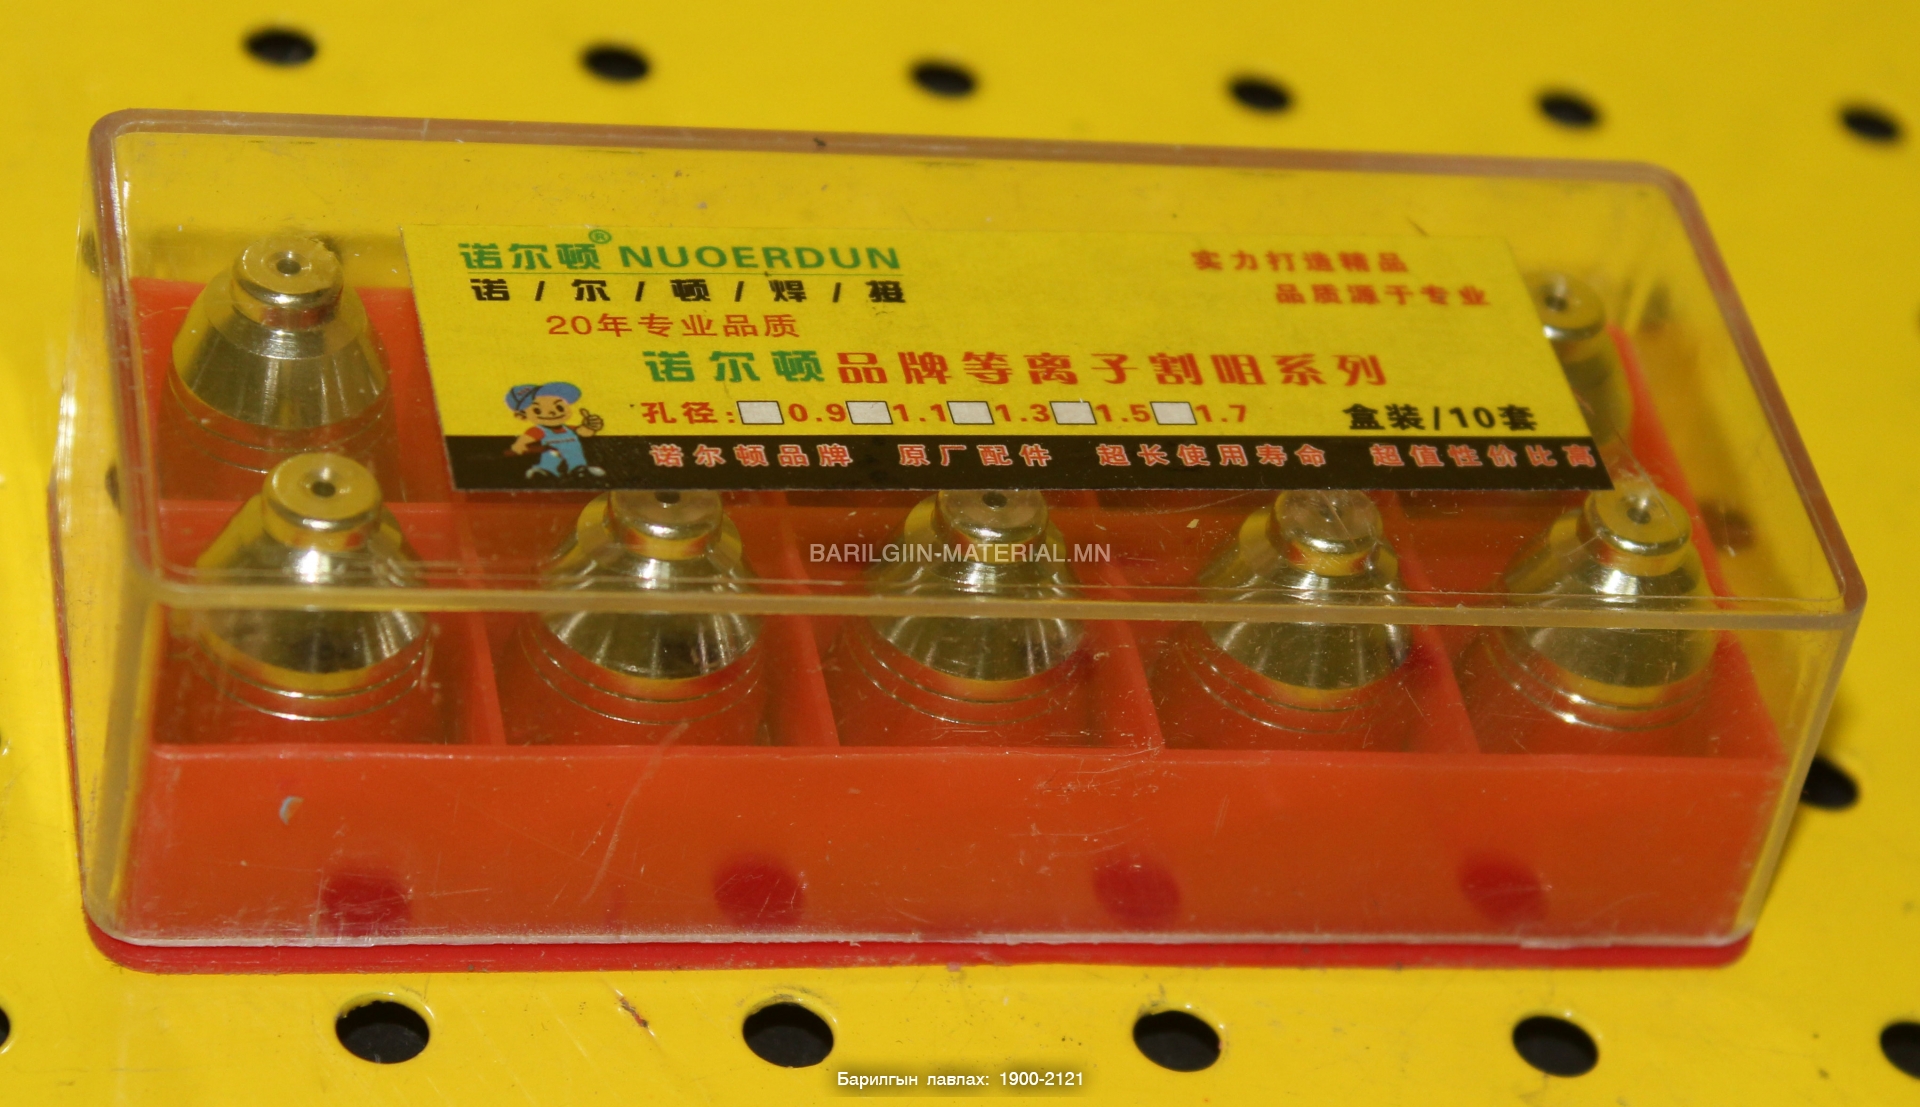 诺尔顿® NUOERDUN
诺/尔/顿/焊/报
20年专业品质
实力打造精品
品质源于专业
诺尔顿品牌等离子割咀系列
孔径:□0.9□1.1□1.3□1.5□1.7
盒装/10套
诺尔顿品牌 原厂配件 超长使用寿命 超值性价比高
BARILGIIN-MATERIAL.MN
Барилгын лавлах: 1900-2121